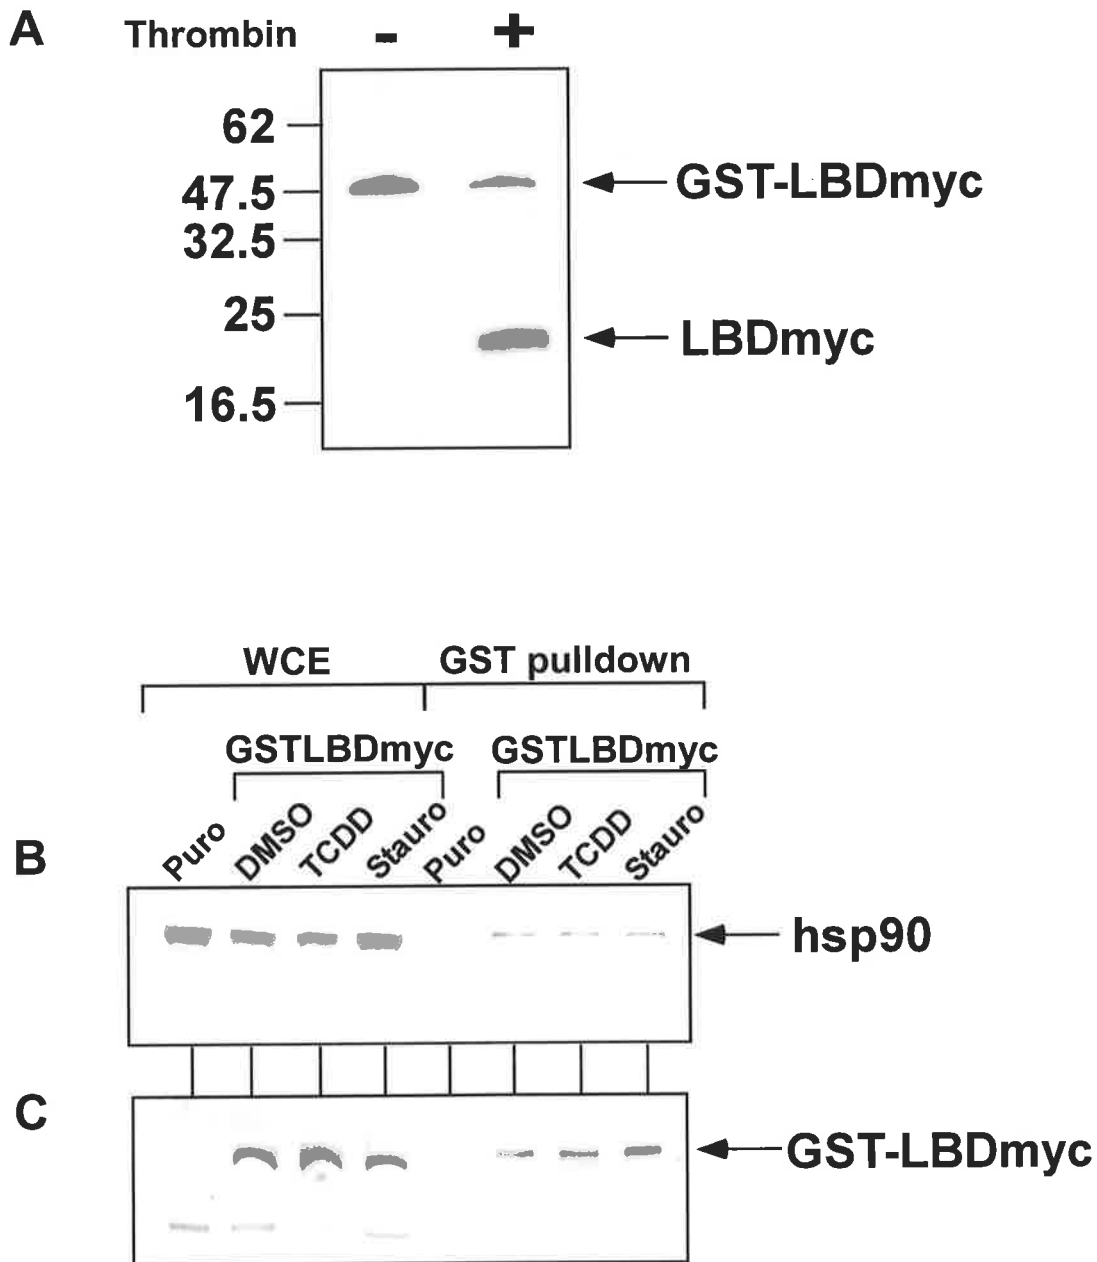 A Thrombin - +
62
47.5
32.5
25
16.5
GST-LBDmyc
LBDmyc
WCE GST pulldown
GSTLBDmyc GSTLBDmyc
Puro DMSO TCDD Stauro Puro DMSO TCDD Stauro
B
hsp90
C
GST-LBDmyc